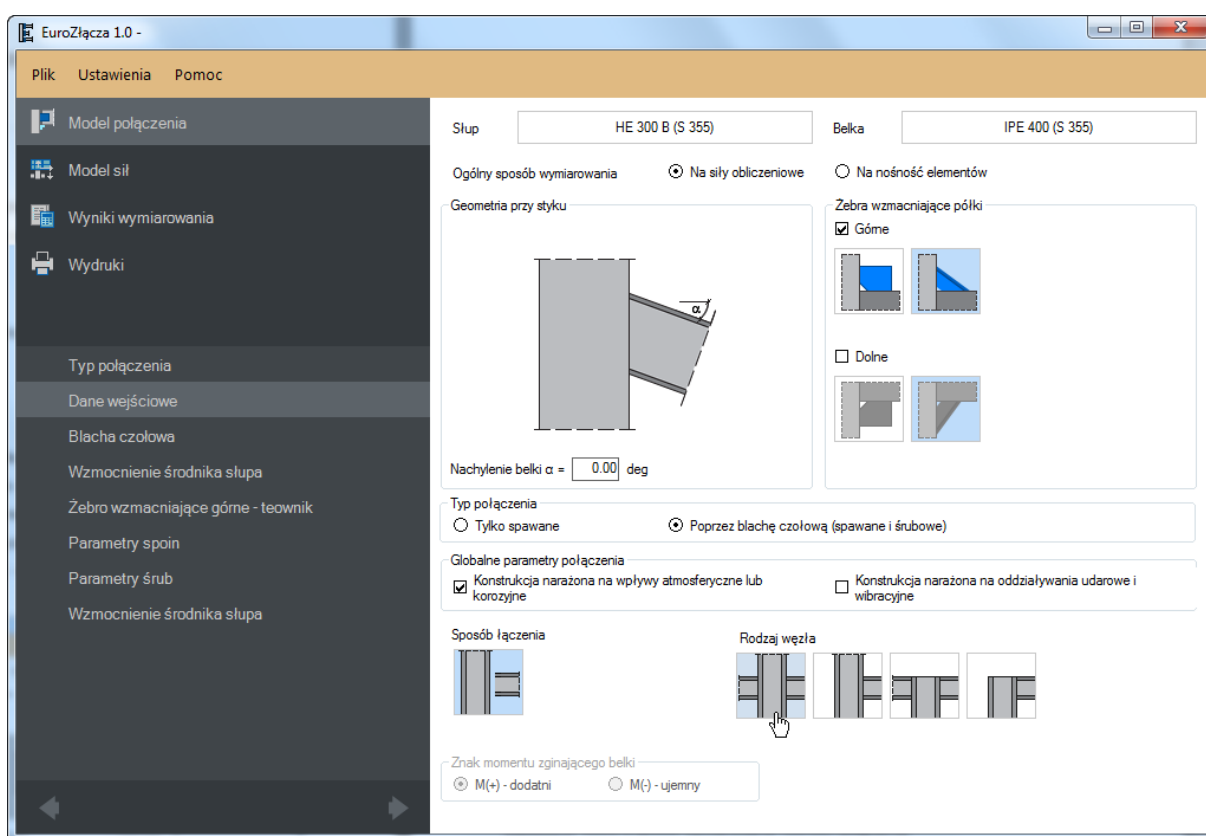 EuroZłącza 1.0 -
Plik Ustawienia Pomoc
Model połączenia
Model sił
Wyniki wymiarowania
Wydruki
Typ połączenia
Dane wejściowe
Blacha czołowa
Wzmocnienie środnika słupa
Żebro wzmacniające górne - teownik
Parametry spoin
Parametry śrub
Wzmocnienie środnika słupa
Słup HE 300 B (S 355) Belka IPE 400 (S 355)
Ogólny sposób wymiarowania Na siły obliczeniowe Na nośność elementów
Geometria przy styku
α
Nachylenie belki α = 0.00 deg
Żebra wzmacniające półki
Górne
Dolne
Typ połączenia
Tylko spawane Poprzez blachę czołową (spawane i śrubowe)
Globalne parametry połączenia
Konstrukcja narażona na wpływy atmosferyczne lub
korozyjne
Konstrukcja narażona na oddziaływania udarowe i
wibracyjne
Sposób łączenia
Rodzaj węzła
Znak momentu zginającego belki
M(+) - dodatni M(-) - ujemny